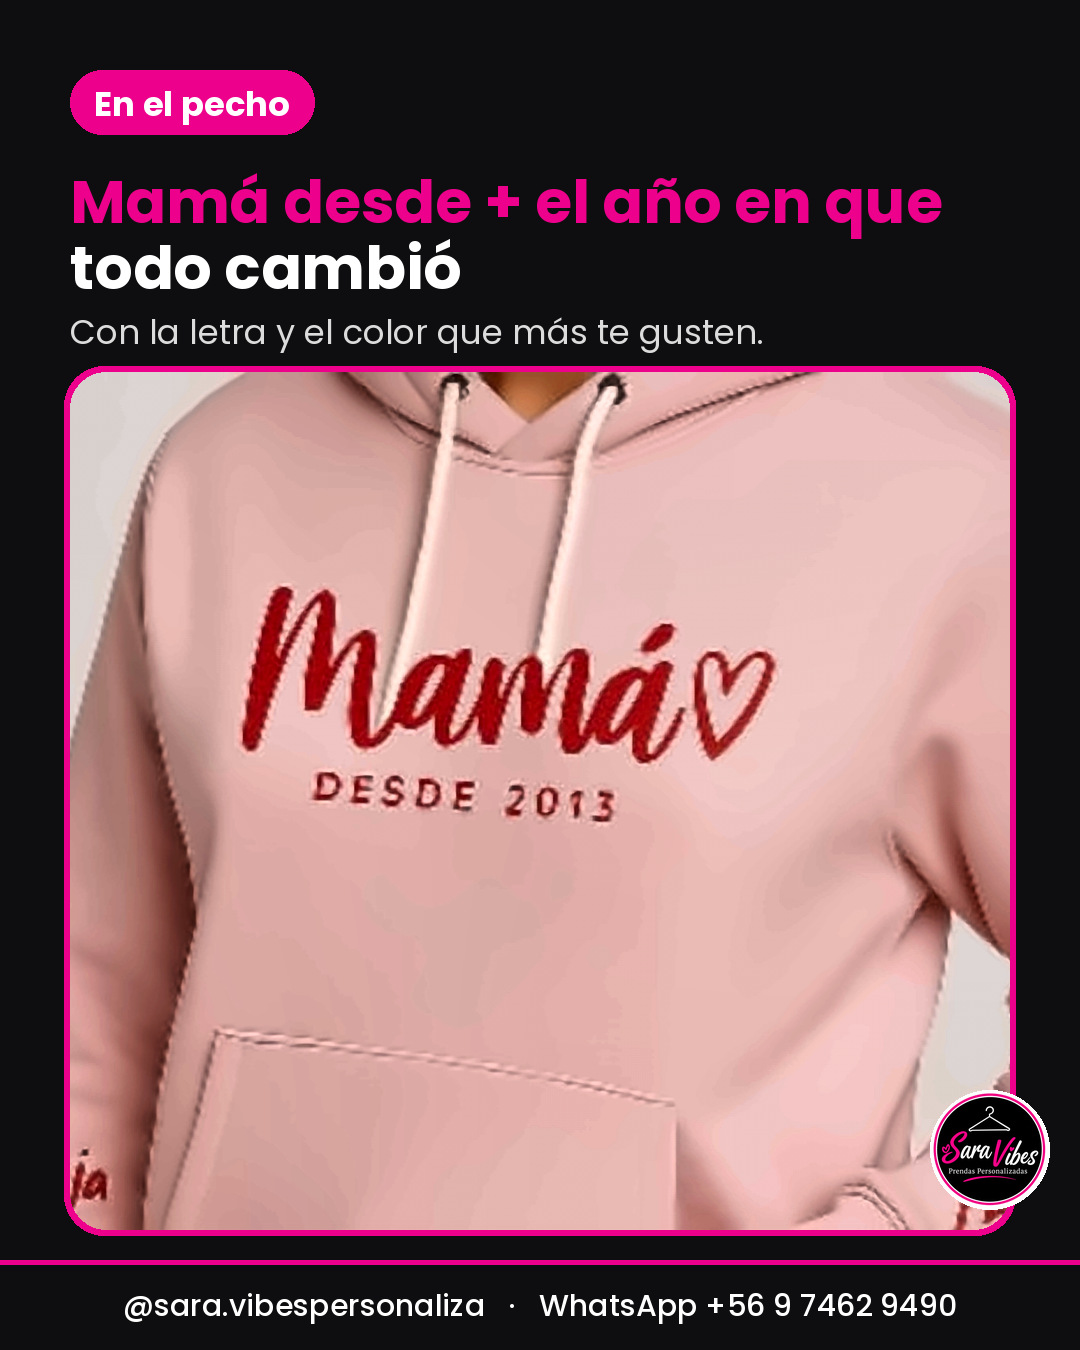 En el pecho
Mamá desde + el año en que
todo cambió
Con la letra y el color que más te gusten.
Mamá
DESDE 2013
ja
Sara Vibes
Prendas Personalizadas
@sara.vibespersonaliza · WhatsApp +56 9 7462 9490